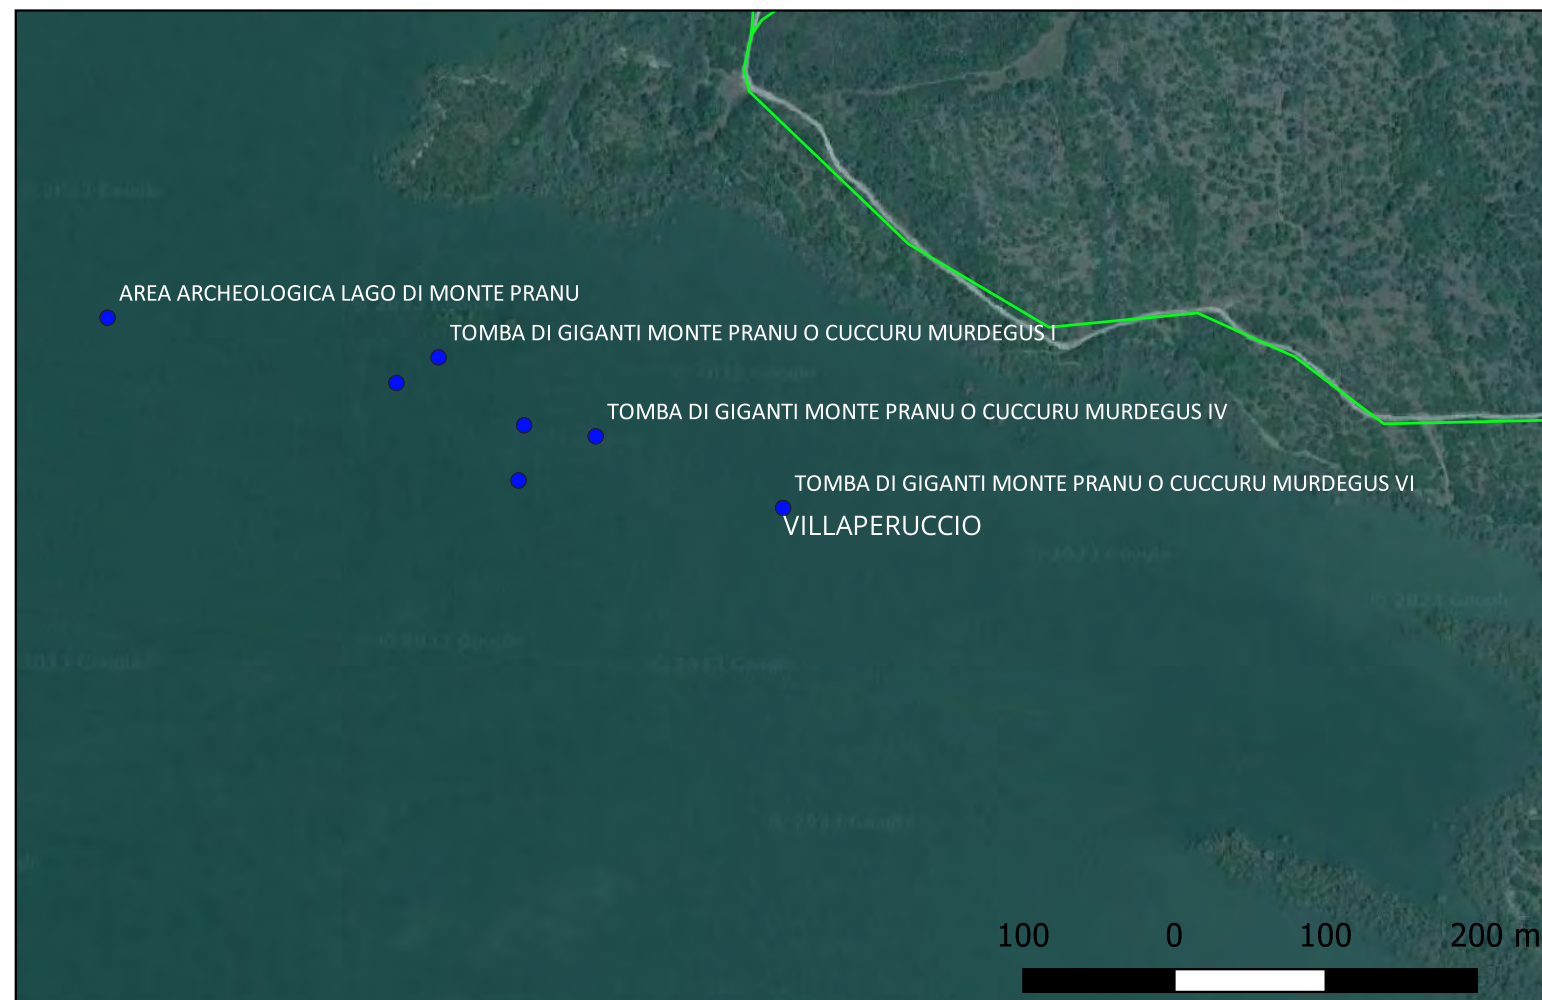 AREA ARCHEOLOGICA LAGO DI MONTE PRANU
TOMBA DI GIGANTI MONTE PRANU O CUCCURU MURDEGUS I
TOMBA DI GIGANTI MONTE PRANU O CUCCURU MURDEGUS IV
TOMBA DI GIGANTI MONTE PRANU O CUCCURU MURDEGUS VI
VILLAPERUCCIO
100 0 100 200 m